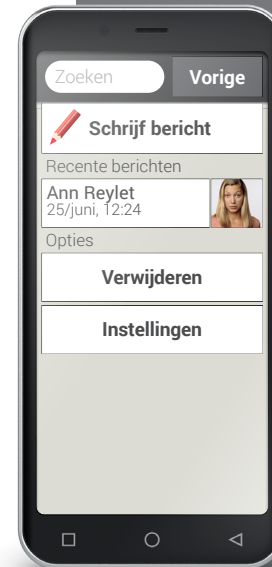 Zoeken
Vorige
Schrijf bericht
Recente berichten
Ann Reylet
25/juni, 12:24
Opties
Verwijderen
Instellingen